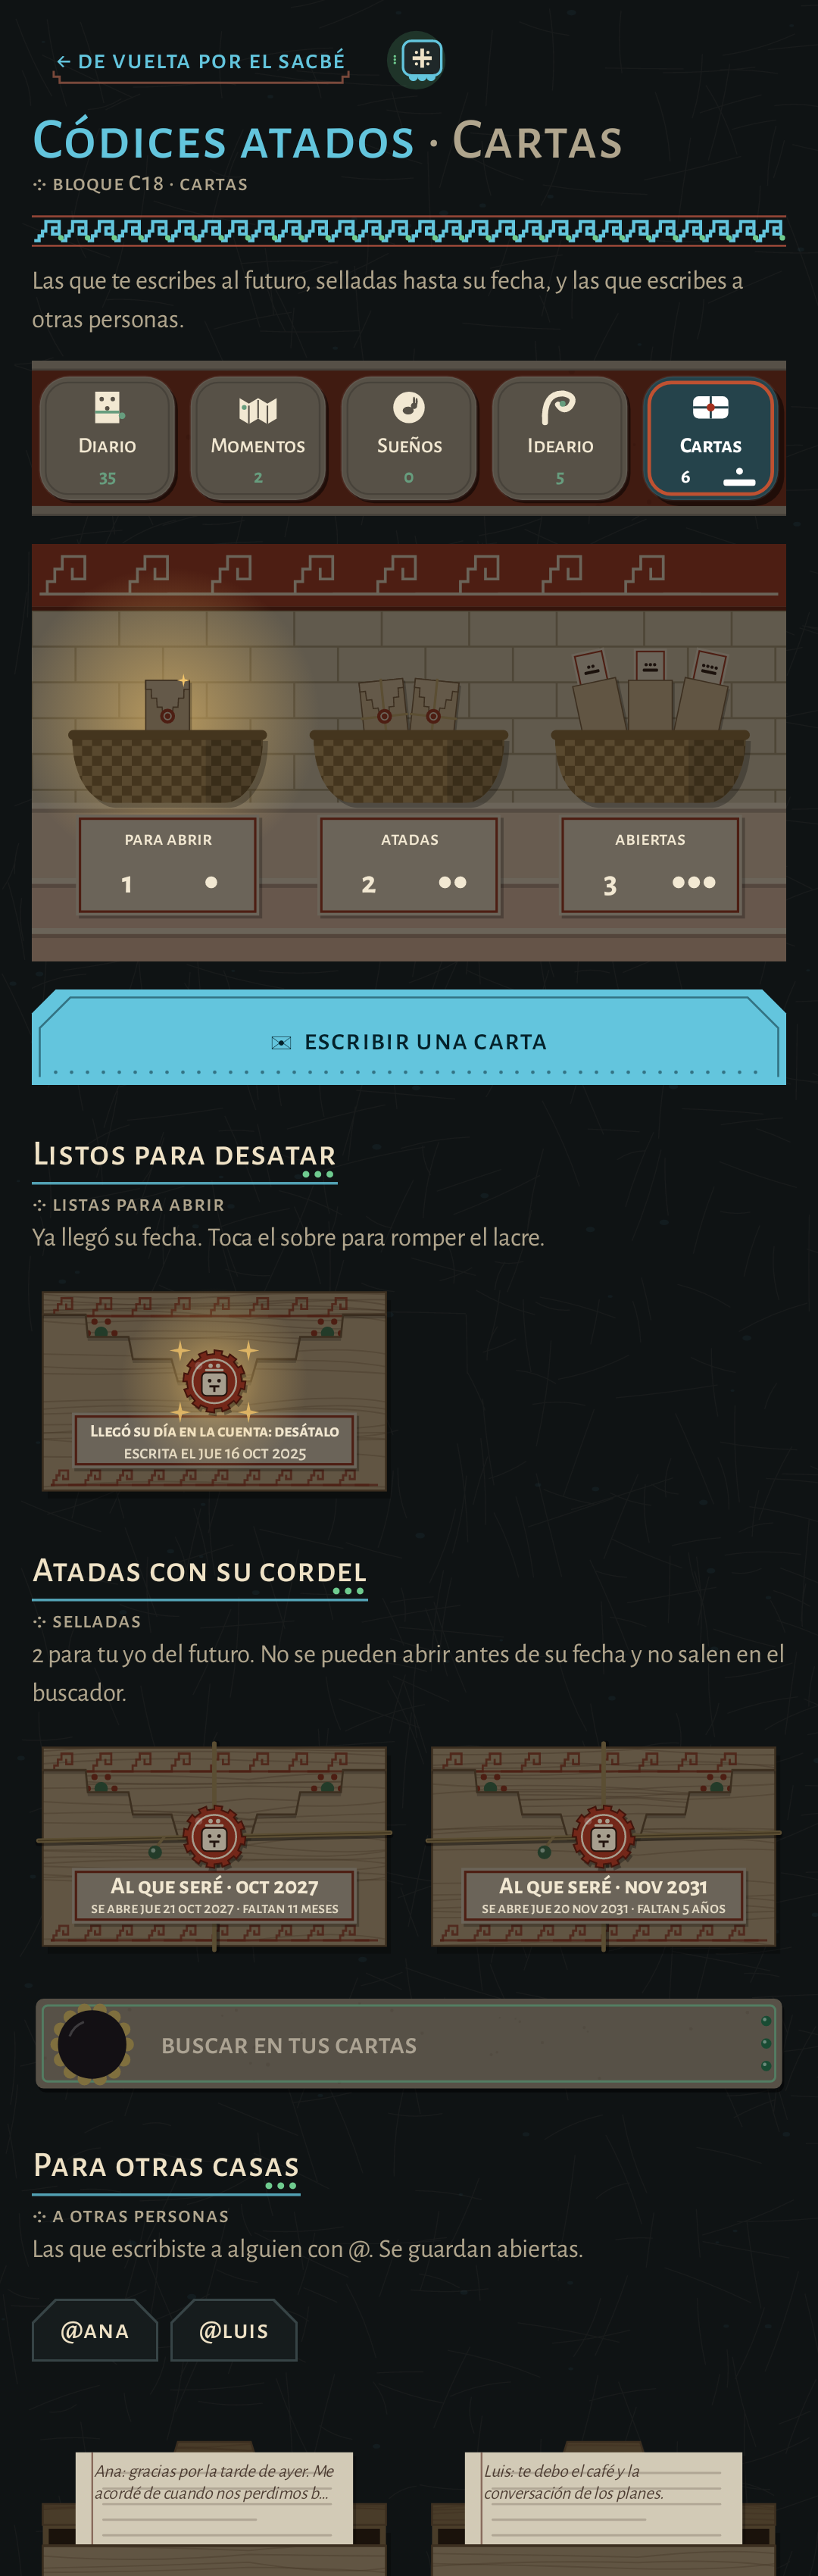 ← DE VUELTA POR EL SACBÉ
CÓDICES ATADOS · CARTAS
BLOQUE C18 · CARTAS
Las que te escribes al futuro, selladas hasta su fecha, y las que escribes a
otras personas.
DIARIO
35
MOMENTOS
2
SUEÑOS
0
IDEARIO
5
CARTAS
6
PARA ABRIR
1
ATADAS
2
ABIERTAS
3
ESCRIBIR UNA CARTA
LISTOS PARA DESATAR
LISTAS PARA ABRIR
Ya llegó su fecha. Toca el sobre para romper el lacre.
LLEGÓ SU DÍA EN LA CUENTA: DESÁTALO
ESCRITA EL JUE 16 OCT 2025
ATADAS CON SU CORDEL
SELLADAS
2 para tu yo del futuro. No se pueden abrir antes de su fecha y no salen en el
buscador.
AL QUE SERÉ · OCT 2027
SE ABRE JUE 21 OCT 2027 · FALTAN 11 MESES
AL QUE SERÉ · NOV 2031
SE ABRE JUE 20 NOV 2031 · FALTAN 5 AÑOS
BUSCAR EN TUS CARTAS
PARA OTRAS CASAS
A OTRAS PERSONAS
Las que escribiste a alguien con @. Se guardan abiertas.
@ANA
@LUIS
Ana: gracias por la tarde de ayer. Me
acordé de cuando nos perdimos b...
Luis: te debo el café y la
conversación de los planes.